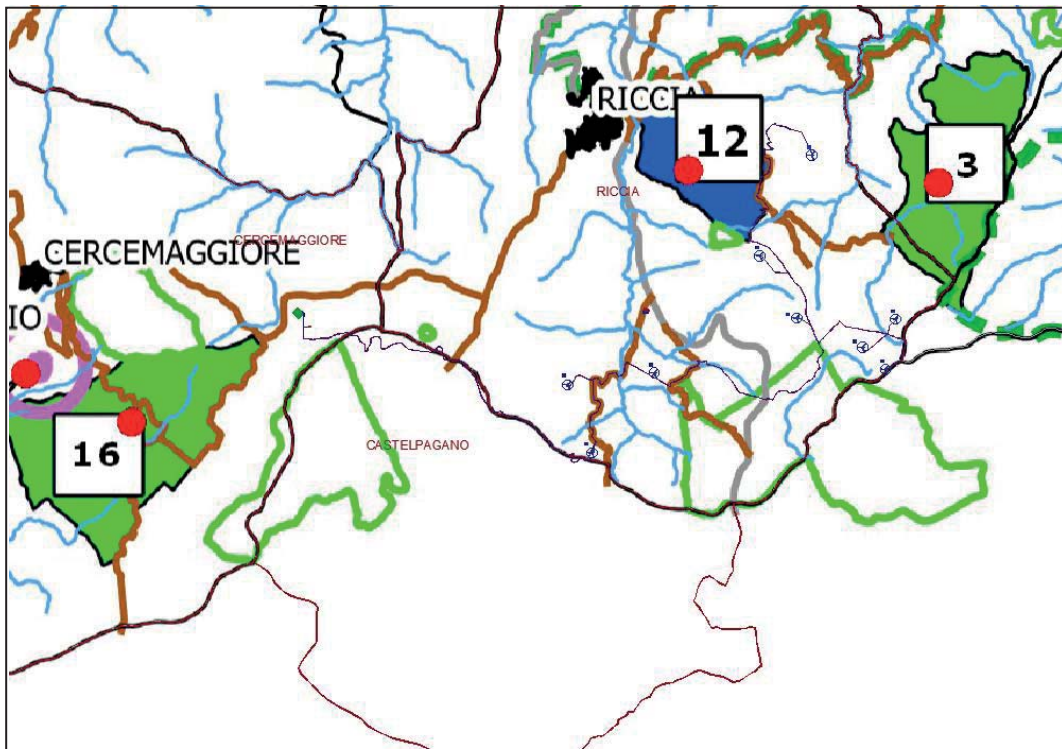 RICCIA
12
3
RICCIA
CERCEMAGGIORE
CERCEMAGGIORE
IO
16
CASTELPAGANO